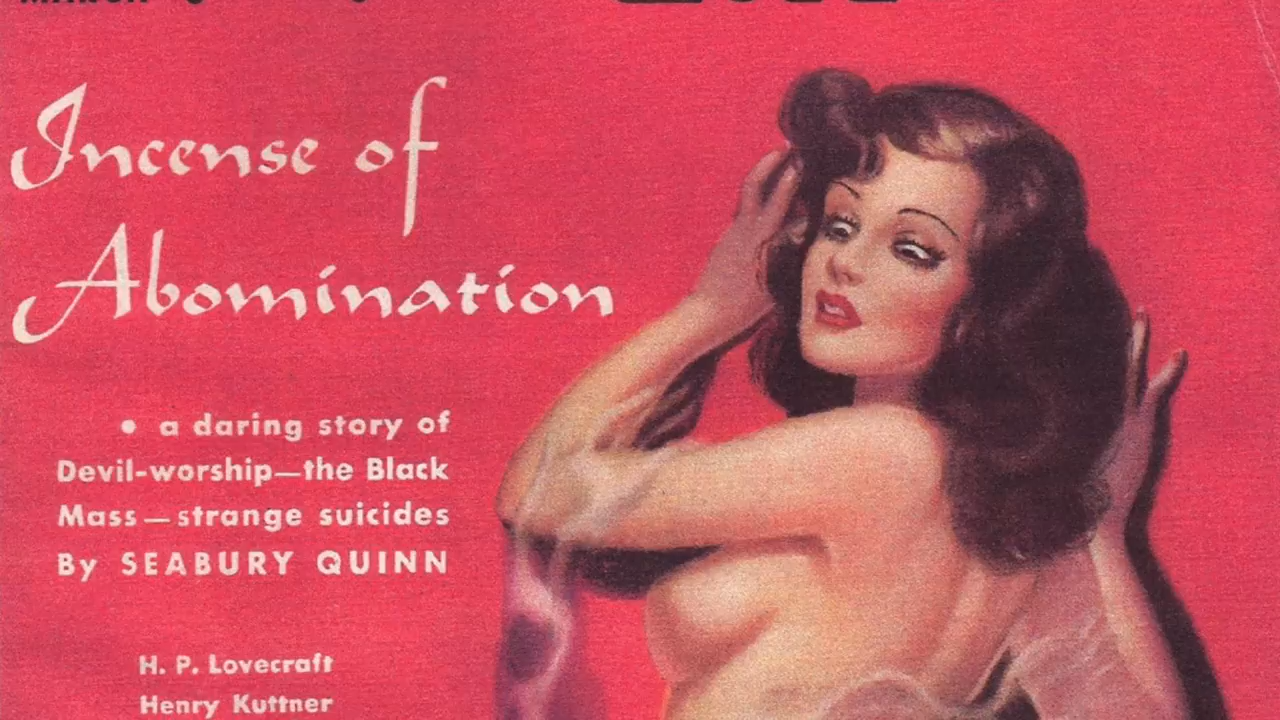 Incense of
Abomination
• a daring story of
Devil-worship—the Black
Mass—strange suicides
By SEABURY QUINN
H. P. Lovecraft
Henry Kuttner